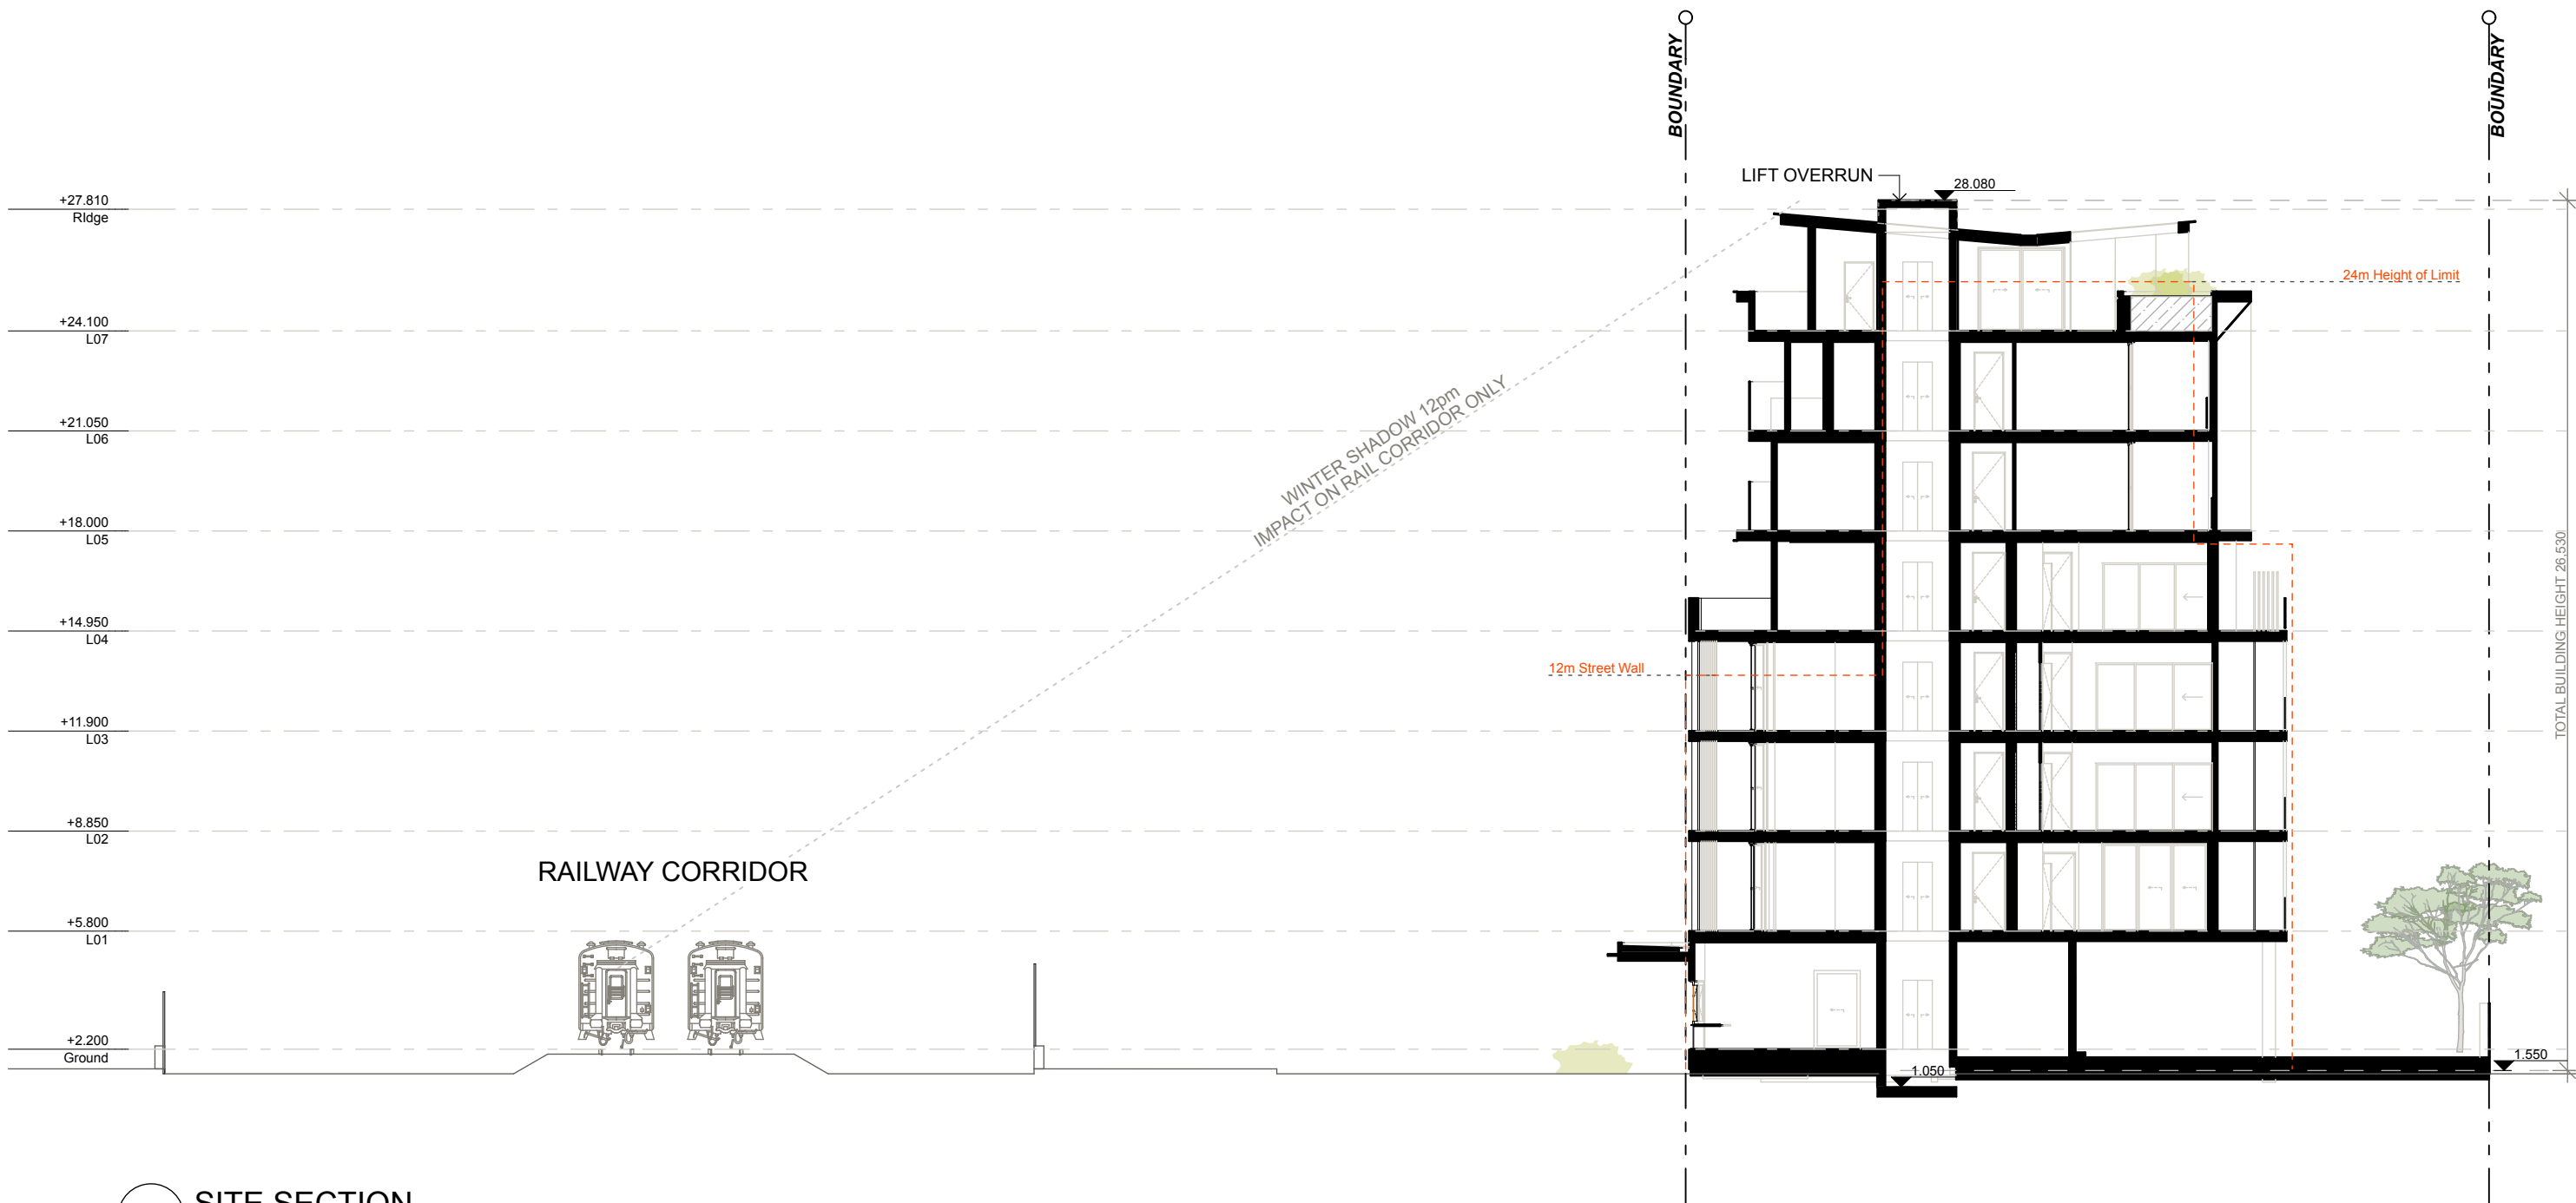 BOUNDARY
BOUNDARY
LIFT OVERRUN
28.080
+27.810
RIdge
24m Height of Limit
+24.100
L07
WINTER SHADOW 12pm
IMPACT ON RAIL CORRIDOR ONLY
+21.050
L06
+18.000
L05
TOTAL BUILDING HEIGHT 26,530
+14.950
L04
12m Street Wall
+11.900
L03
+8.850
L02
RAILWAY CORRIDOR
+5.800
L01
+2.200
Ground
1.550
1.050
SITE SECTION